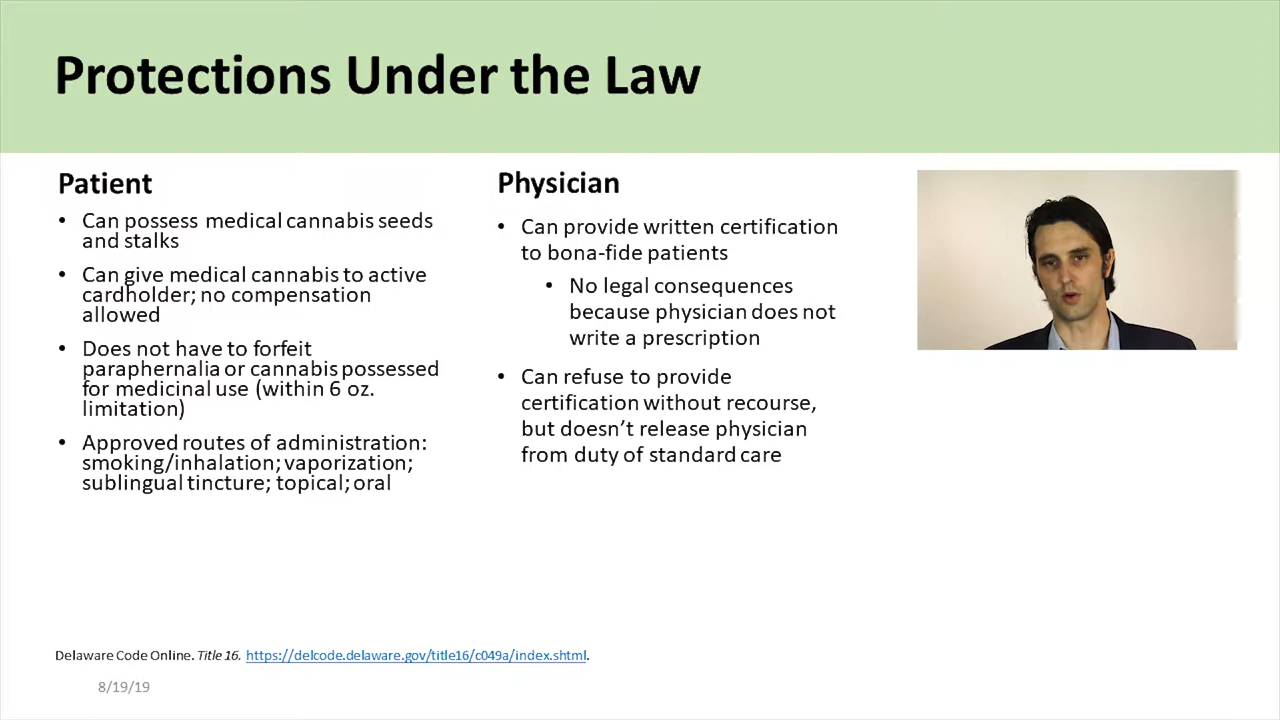 Protections Under the Law
Patient
• Can possess medical cannabis seeds
and stalks
• Can give medical cannabis to active
cardholder; no compensation
allowed
• Does not have to forfeit
paraphernalia or cannabis possessed
for medicinal use (within 6 oz.
limitation)
• Approved routes of administration:
smoking/inhalation; vaporization;
sublingual tincture; topical; oral
Physician
• Can provide written certification
to bona-fide patients
• No legal consequences
because physician does not
write a prescription
• Can refuse to provide
certification without recourse,
but doesn’t release physician
from duty of standard care
Delaware Code Online. Title 16. https://delcode.delaware.gov/title16/c049a/index.shtml.
8/19/19